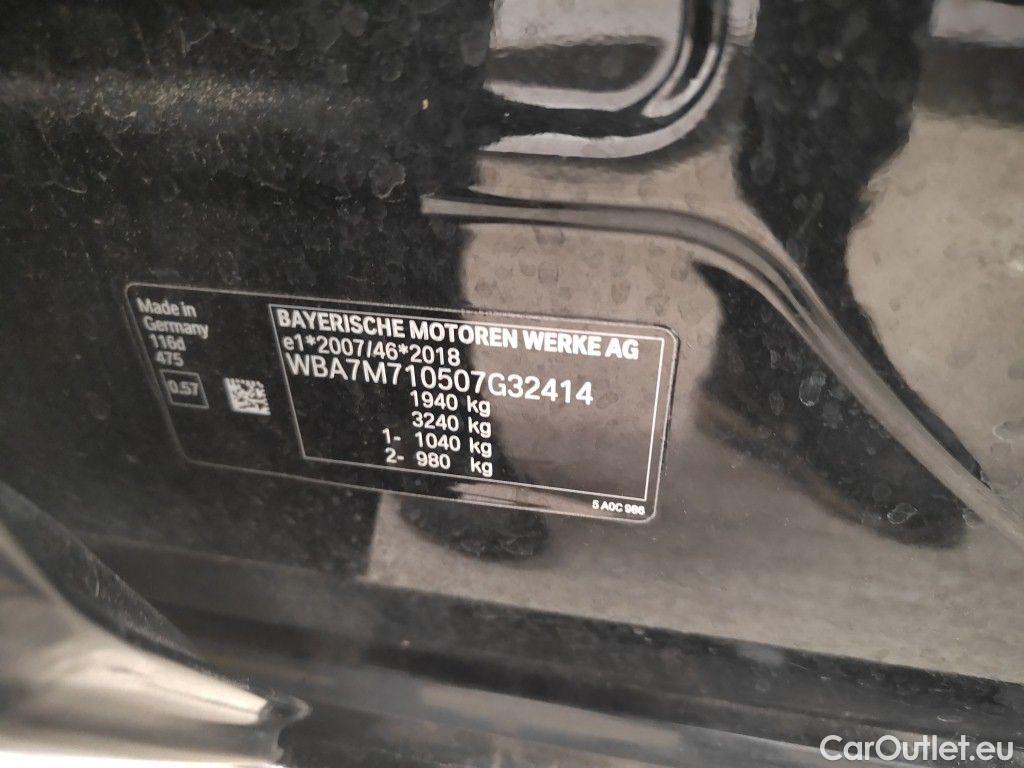 Made in
Germany
116d
475
0.57
BAYERISCHE MOTOREN WERKE AG
e1*2007/46*2018
WBA7M710507G32414
1940 kg
3240 kg
1- 1040 kg
2- 980 kg
5 A0C 986
CarOutlet.eu